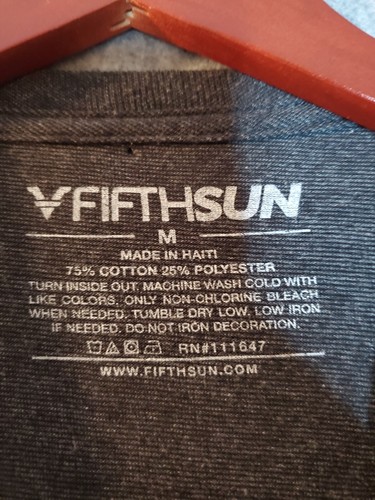 FIFTHSUN
M
MADE IN HAITI
75% COTTON 25% POLYESTER
TURN INSIDE OUT. MACHINE WASH COLD WITH
LIKE COLORS. ONLY NON-CHLORINE BLEACH
WHEN NEEDED. TUMBLE DRY LOW. LOW IRON
IF NEEDED. DO NOT IRON DECORATION.
RN#111647
WWW.FIFTHSUN.COM